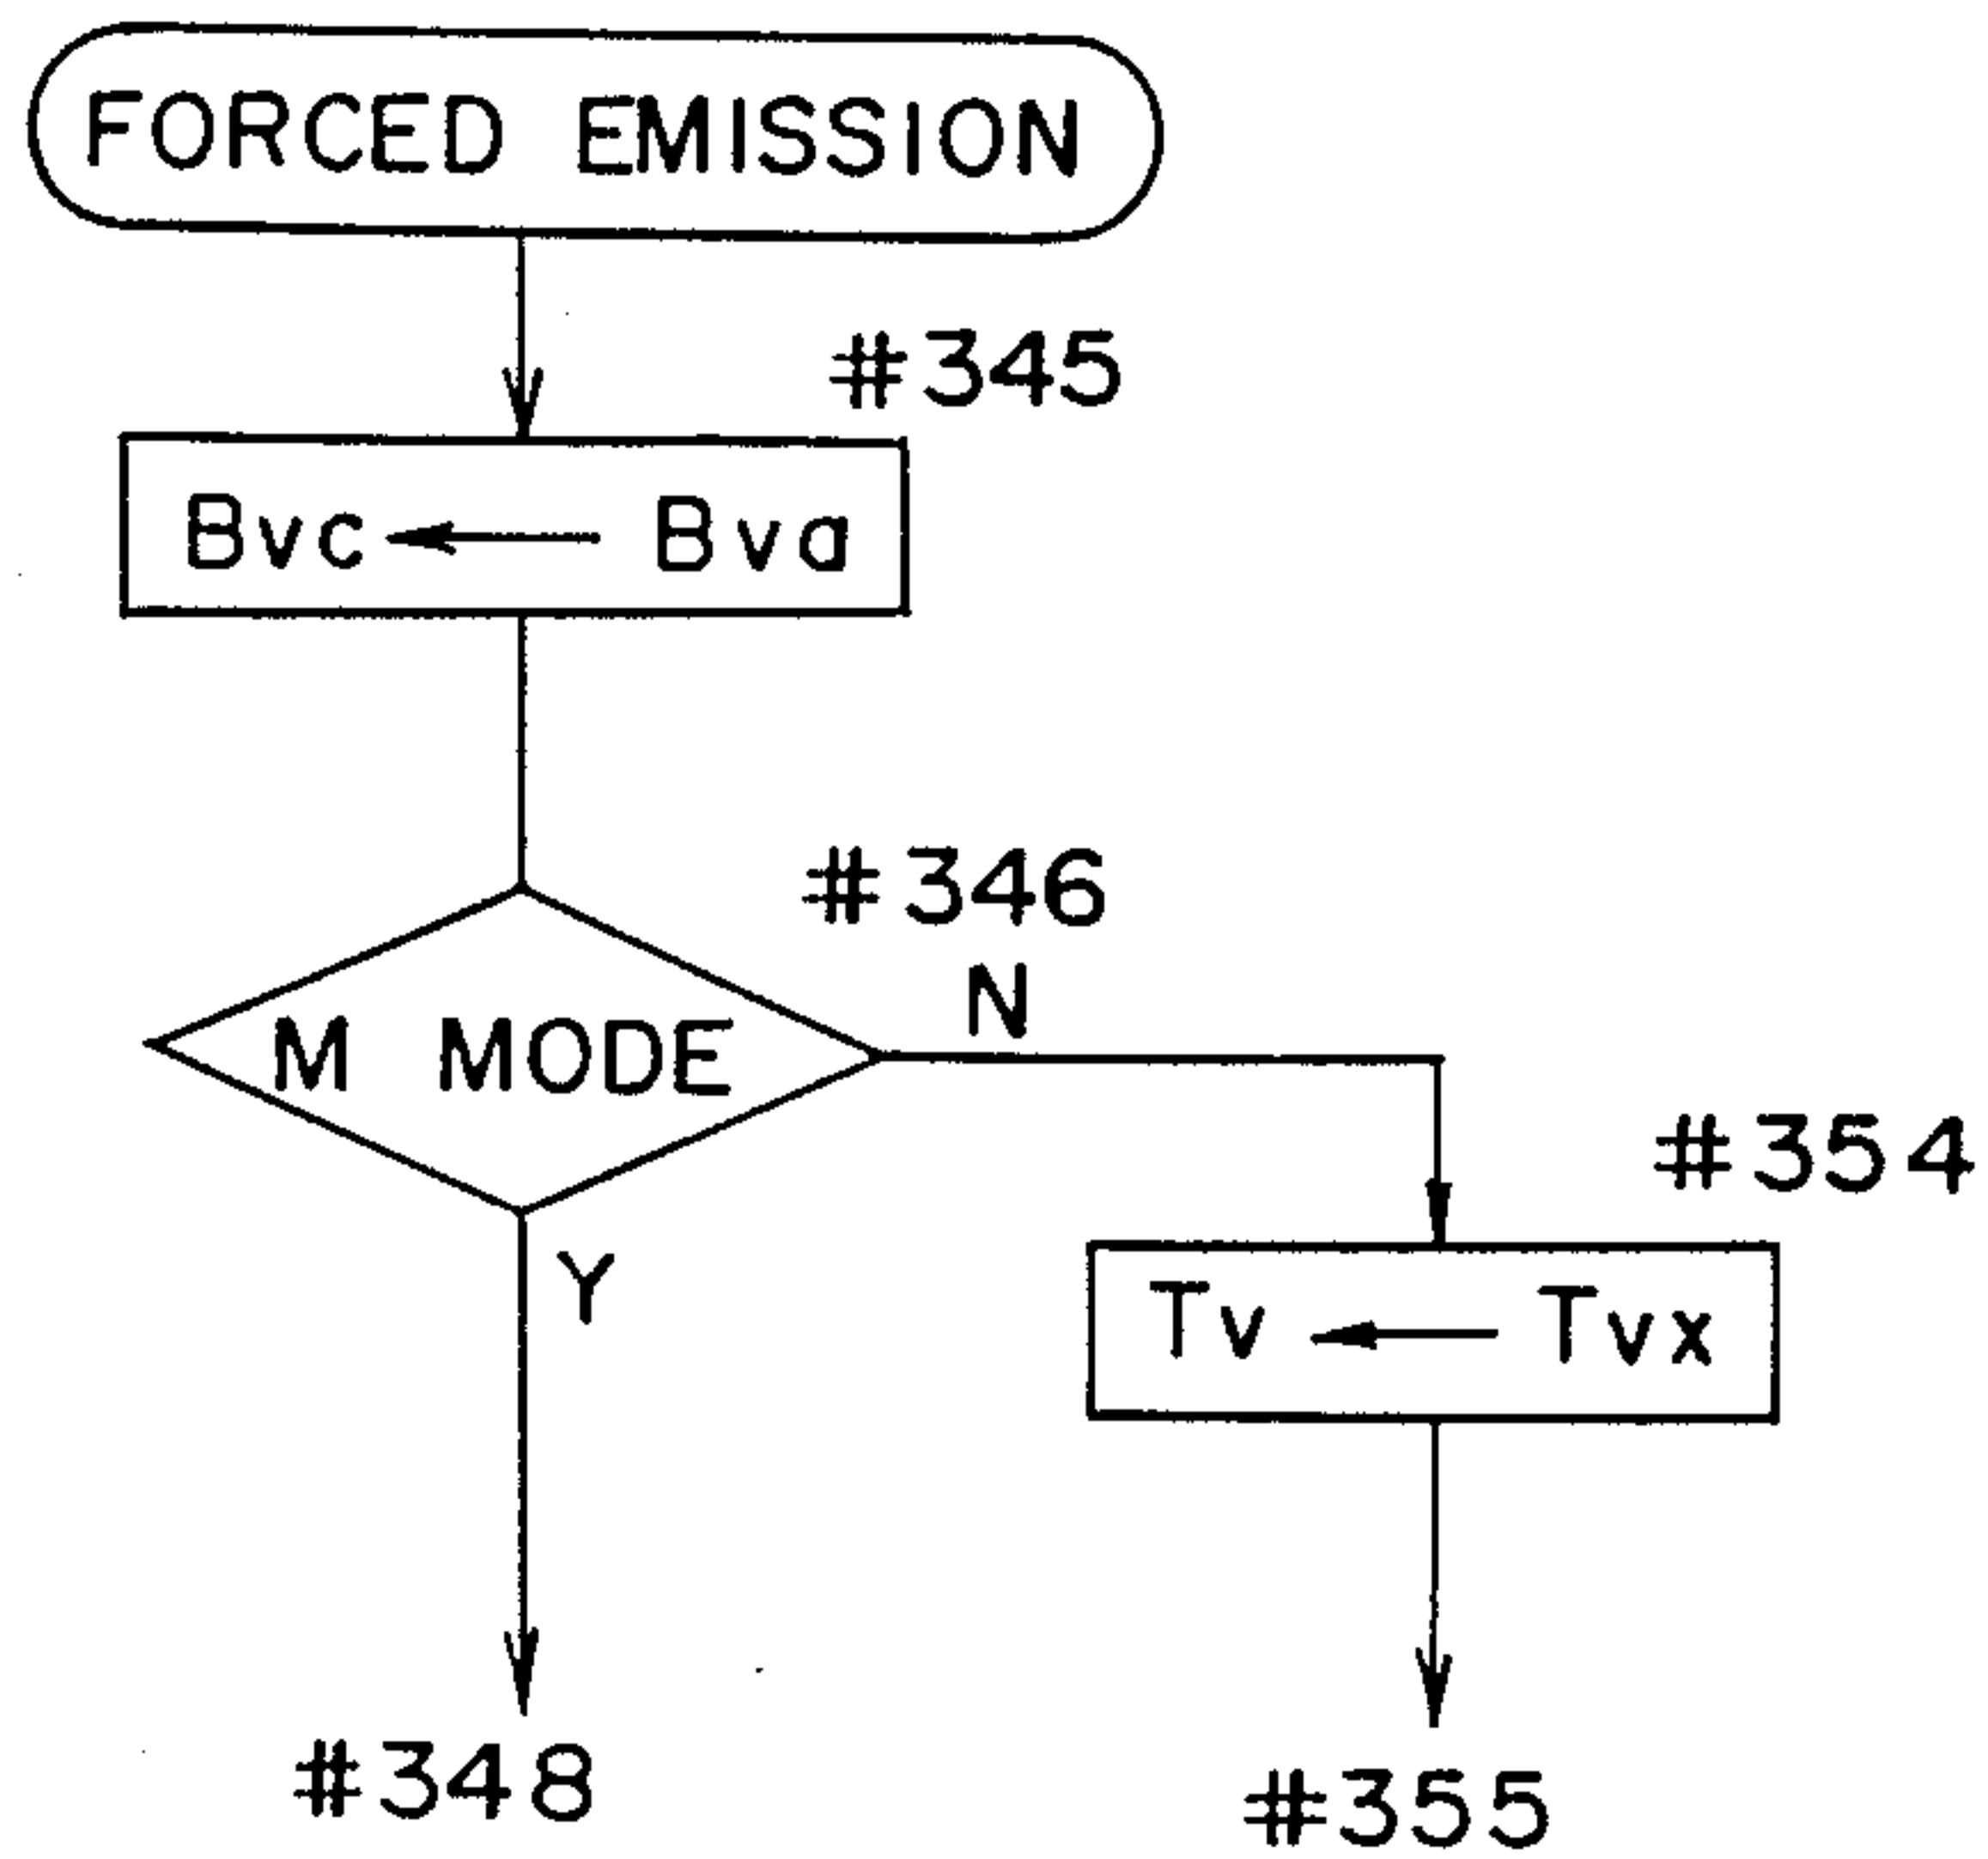 FORCED EMISSION
#345
Bvc ← Bva
#346
M MODE
N
Y
#354
Tv ← Tvx
#348
#355